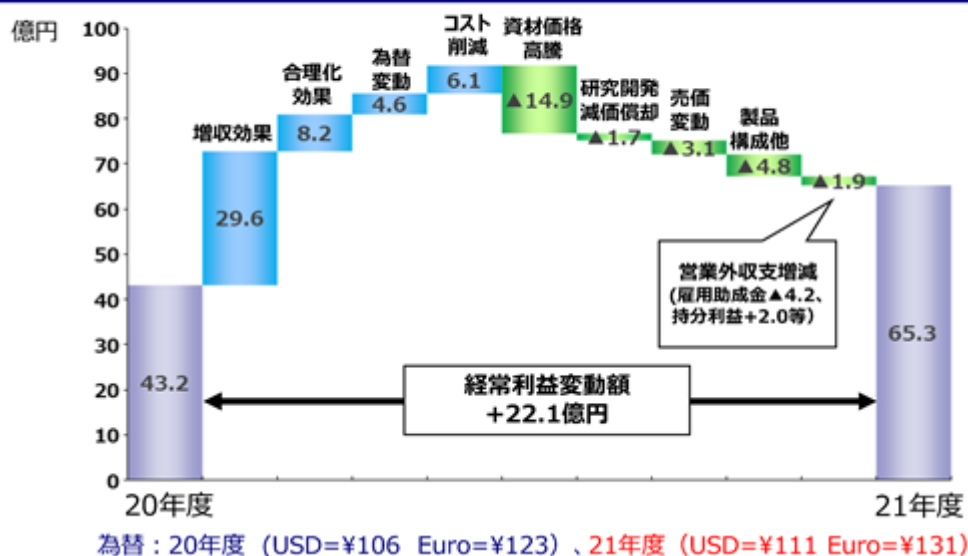 億円
100
90
80
70
60
50
40
30
20
10
0
43.2
増収効果
29.6
合理化
効果
8.2
為替
変動
4.6
コスト
削減
6.1
資材価格
高騰
▲14.9
研究開発
減価償却
▲1.7
売価
変動
▲3.1
製品
構成他
▲4.8
▲1.9
営業外収支増減
(雇用助成金▲4.2、
持分利益+2.0等）
65.3
経常利益変動額
+22.1億円
20年度
21年度
為替：20年度（USD=¥106 Euro=¥123）、21年度（USD=¥111 Euro=¥131）